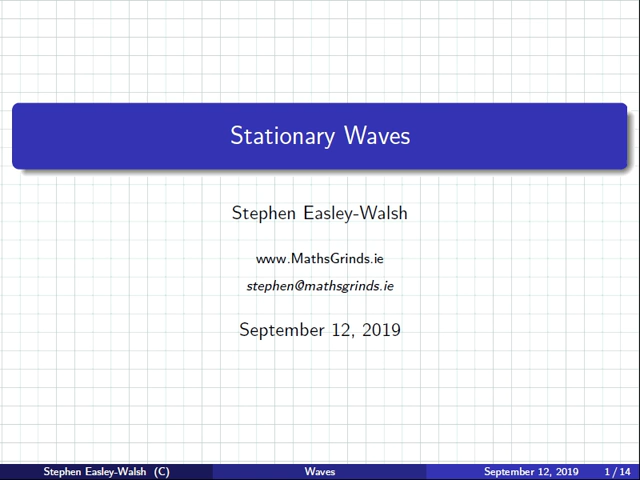 Stationary Waves
Stephen Easley-Walsh
www.MathsGrinds.ie
stephen@mathsgrinds.ie
September 12, 2019
Stephen Easley-Walsh (C) Waves September 12, 2019 1 / 14